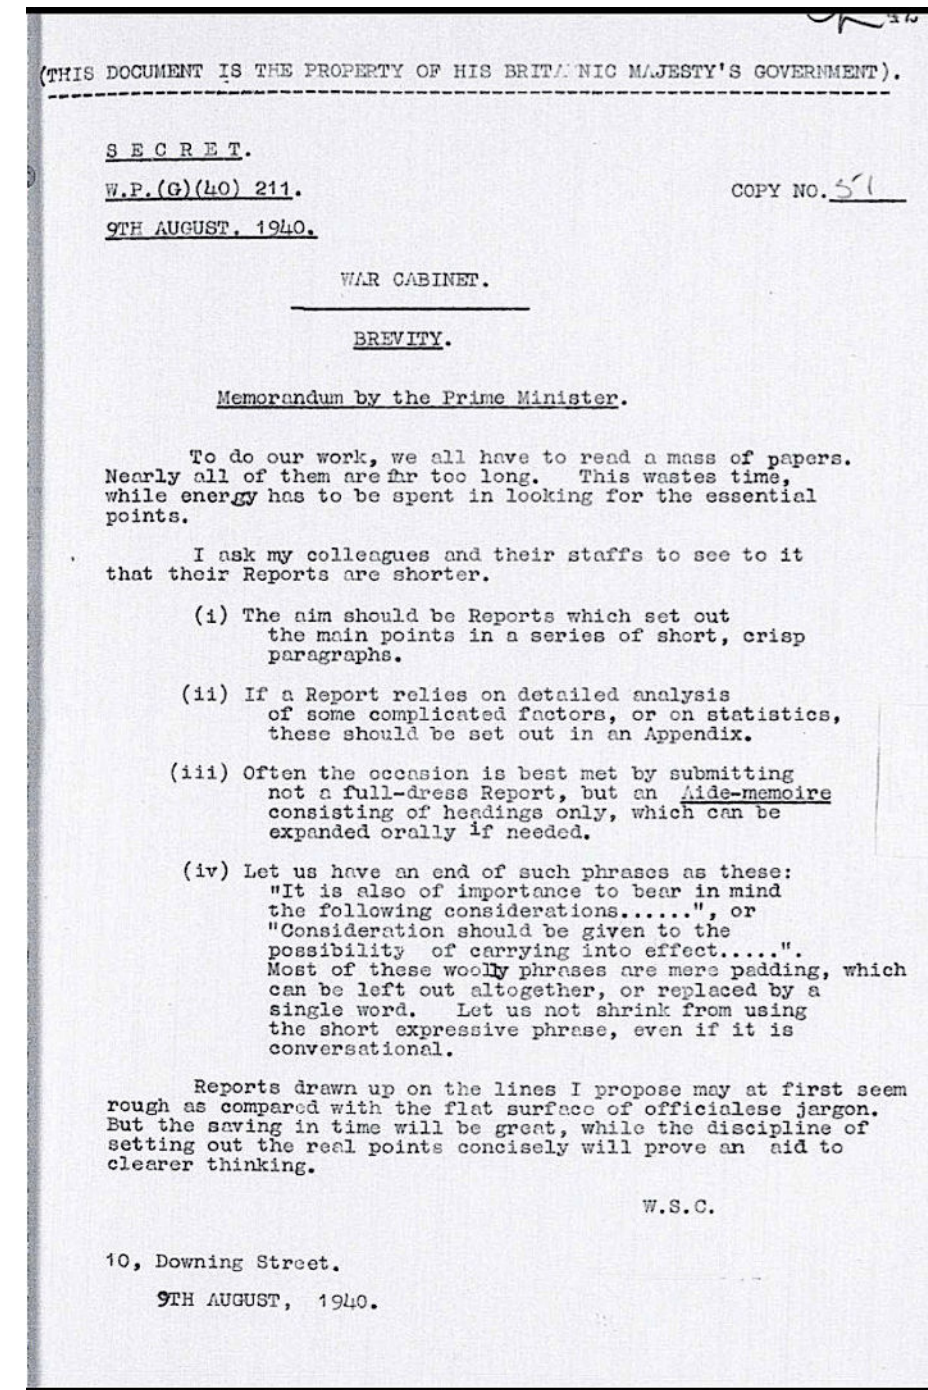 (THIS DOCUMENT IS THE PROPERTY OF HIS BRITANNIC MAJESTY'S GOVERNMENT).
S E C R E T.
W.P.(G)(40) 211.
COPY NO. 51
9TH AUGUST, 1940.
WAR CABINET.
BREVITY.
Memorandum by the Prime Minister.
To do our work, we all have to read a mass of papers.
Nearly all of them are far too long. This wastes time,
while energy has to be spent in looking for the essential
points.
I ask my colleagues and their staffs to see to it
that their Reports are shorter.
(i) The aim should be Reports which set out
the main points in a series of short, crisp
paragraphs.
(ii) If a Report relies on detailed analysis
of some complicated factors, or on statistics,
these should be set out in an Appendix.
(iii) Often the occasion is best met by submitting
not a full-dress Report, but an Aide-memoire
consisting of headings only, which can be
expanded orally if needed.
(iv) Let us have an end of such phrases as these:
"It is also of importance to bear in mind
the following considerations......", or
"Consideration should be given to the
possibility of carrying into effect.....".
Most of these woolly phrases are mere padding, which
can be left out altogether, or replaced by a
single word. Let us not shrink from using
the short expressive phrase, even if it is
conversational.
Reports drawn up on the lines I propose may at first seem
rough as compared with the flat surface of officialese jargon.
But the saving in time will be great, while the discipline of
setting out the real points concisely will prove an aid to
clearer thinking.
W.S.C.
10, Downing Street.
9TH AUGUST, 1940.